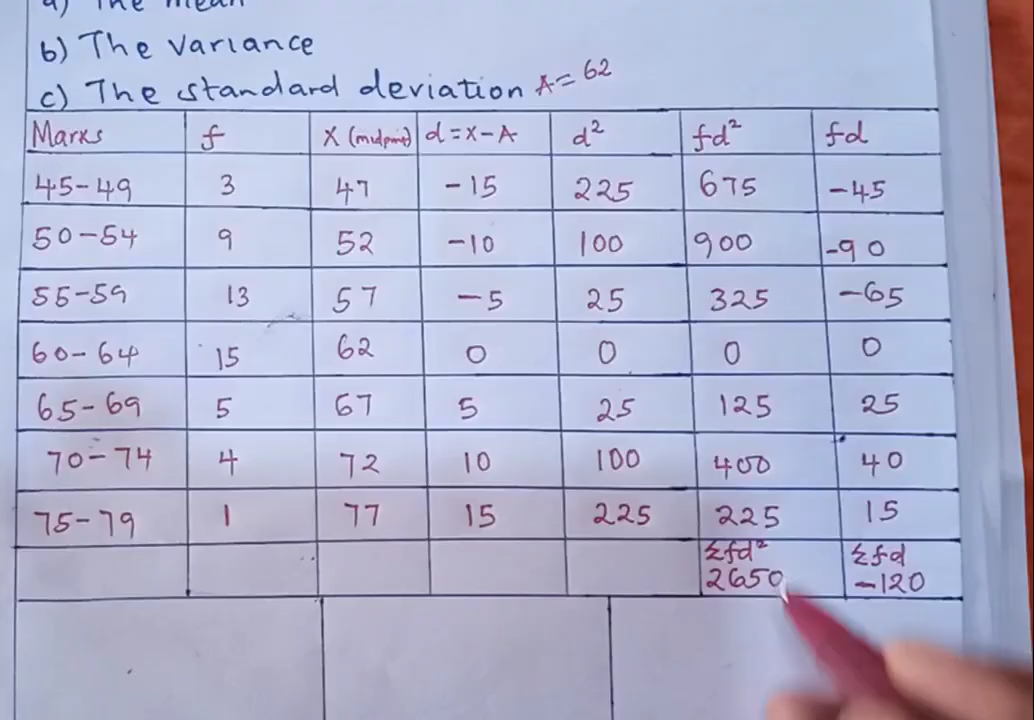 a) The mean
b) The variance
c) The standard deviation A=62
Marks f X (midpoint) d=X-A d² fd² fd
45-49 3 47 -15 225 675 -45
50-54 9 52 -10 100 900 -90
55-59 13 57 -5 25 325 -65
60-64 15 62 0 0 0 0
65-69 5 67 5 25 125 25
70-74 4 72 10 100 400 40
75-79 1 77 15 225 225 15
Σfd² Σfd
2650 -120